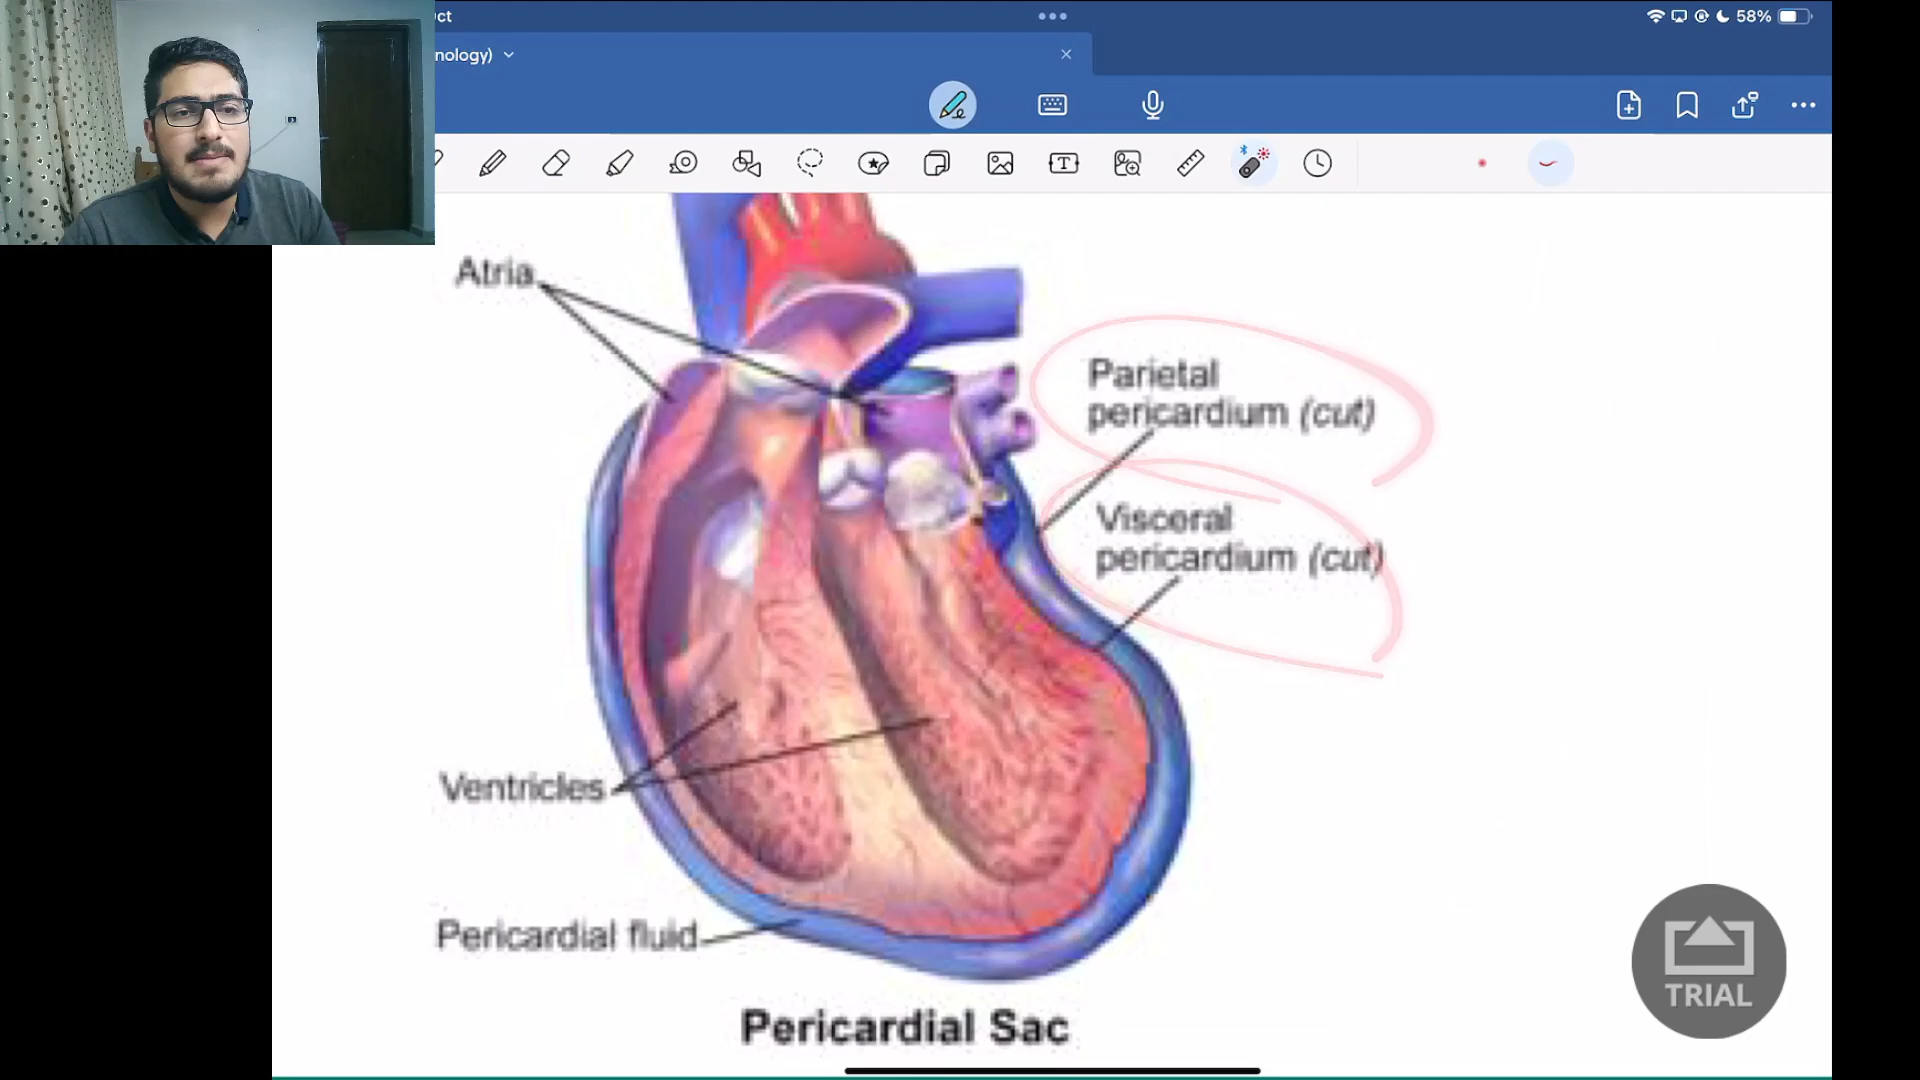 ct
nology)
58%
T
Atria
Parietal
pericardium (cut)
Visceral
pericardium (cut)
Ventricles
Pericardial fluid
Pericardial Sac
TRIAL